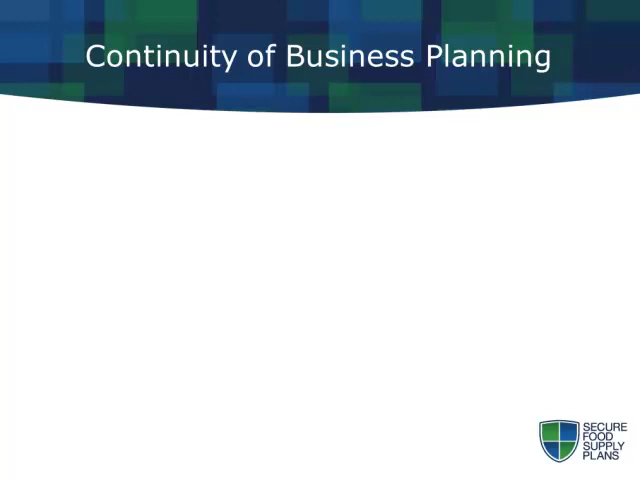 Continuity of Business Planning
SECURE
FOOD
SUPPLY
PLANS